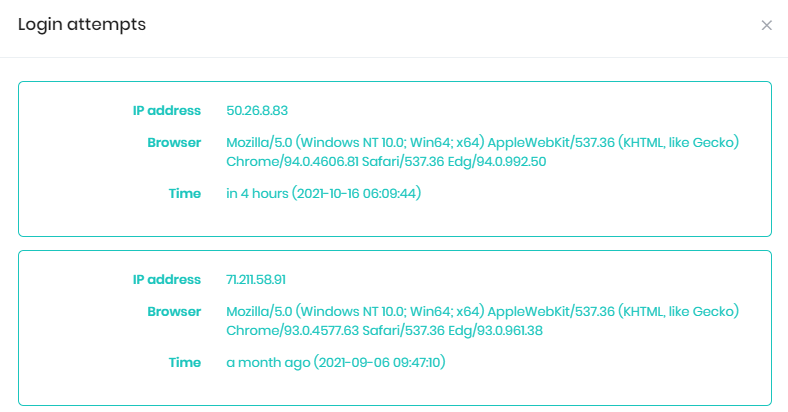 Login attempts
IP address 50.26.8.83
Browser Mozilla/5.0 (Windows NT 10.0; Win64; x64) AppleWebKit/537.36 (KHTML, like Gecko)
Chrome/94.0.4606.81 Safari/537.36 Edg/94.0.992.50
Time in 4 hours (2021-10-16 06:09:44)
IP address 71.211.58.91
Browser Mozilla/5.0 (Windows NT 10.0; Win64; x64) AppleWebKit/537.36 (KHTML, like Gecko)
Chrome/93.0.4577.63 Safari/537.36 Edg/93.0.961.38
Time a month ago (2021-09-06 09:47:10)